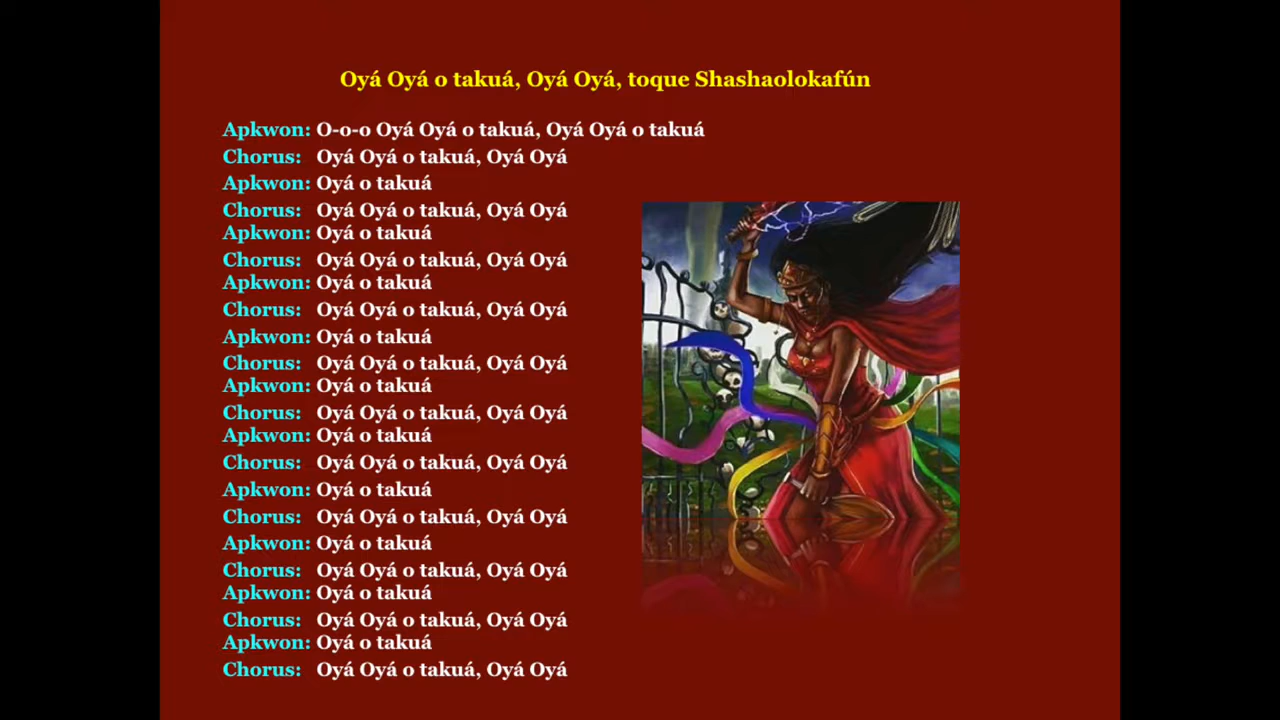 Oyá Oyá o takuá, Oyá Oyá, toque Shashaolokafún
Apkwon: O-o-o Oyá Oyá o takuá, Oyá Oyá o takuá
Chorus: Oyá Oyá o takuá, Oyá Oyá
Apkwon: Oyá o takuá
Chorus: Oyá Oyá o takuá, Oyá Oyá
Apkwon: Oyá o takuá
Chorus: Oyá Oyá o takuá, Oyá Oyá
Apkwon: Oyá o takuá
Chorus: Oyá Oyá o takuá, Oyá Oyá
Apkwon: Oyá o takuá
Chorus: Oyá Oyá o takuá, Oyá Oyá
Apkwon: Oyá o takuá
Chorus: Oyá Oyá o takuá, Oyá Oyá
Apkwon: Oyá o takuá
Chorus: Oyá Oyá o takuá, Oyá Oyá
Apkwon: Oyá o takuá
Chorus: Oyá Oyá o takuá, Oyá Oyá
Apkwon: Oyá o takuá
Chorus: Oyá Oyá o takuá, Oyá Oyá
Apkwon: Oyá o takuá
Chorus: Oyá Oyá o takuá, Oyá Oyá
Apkwon: Oyá o takuá
Chorus: Oyá Oyá o takuá, Oyá Oyá